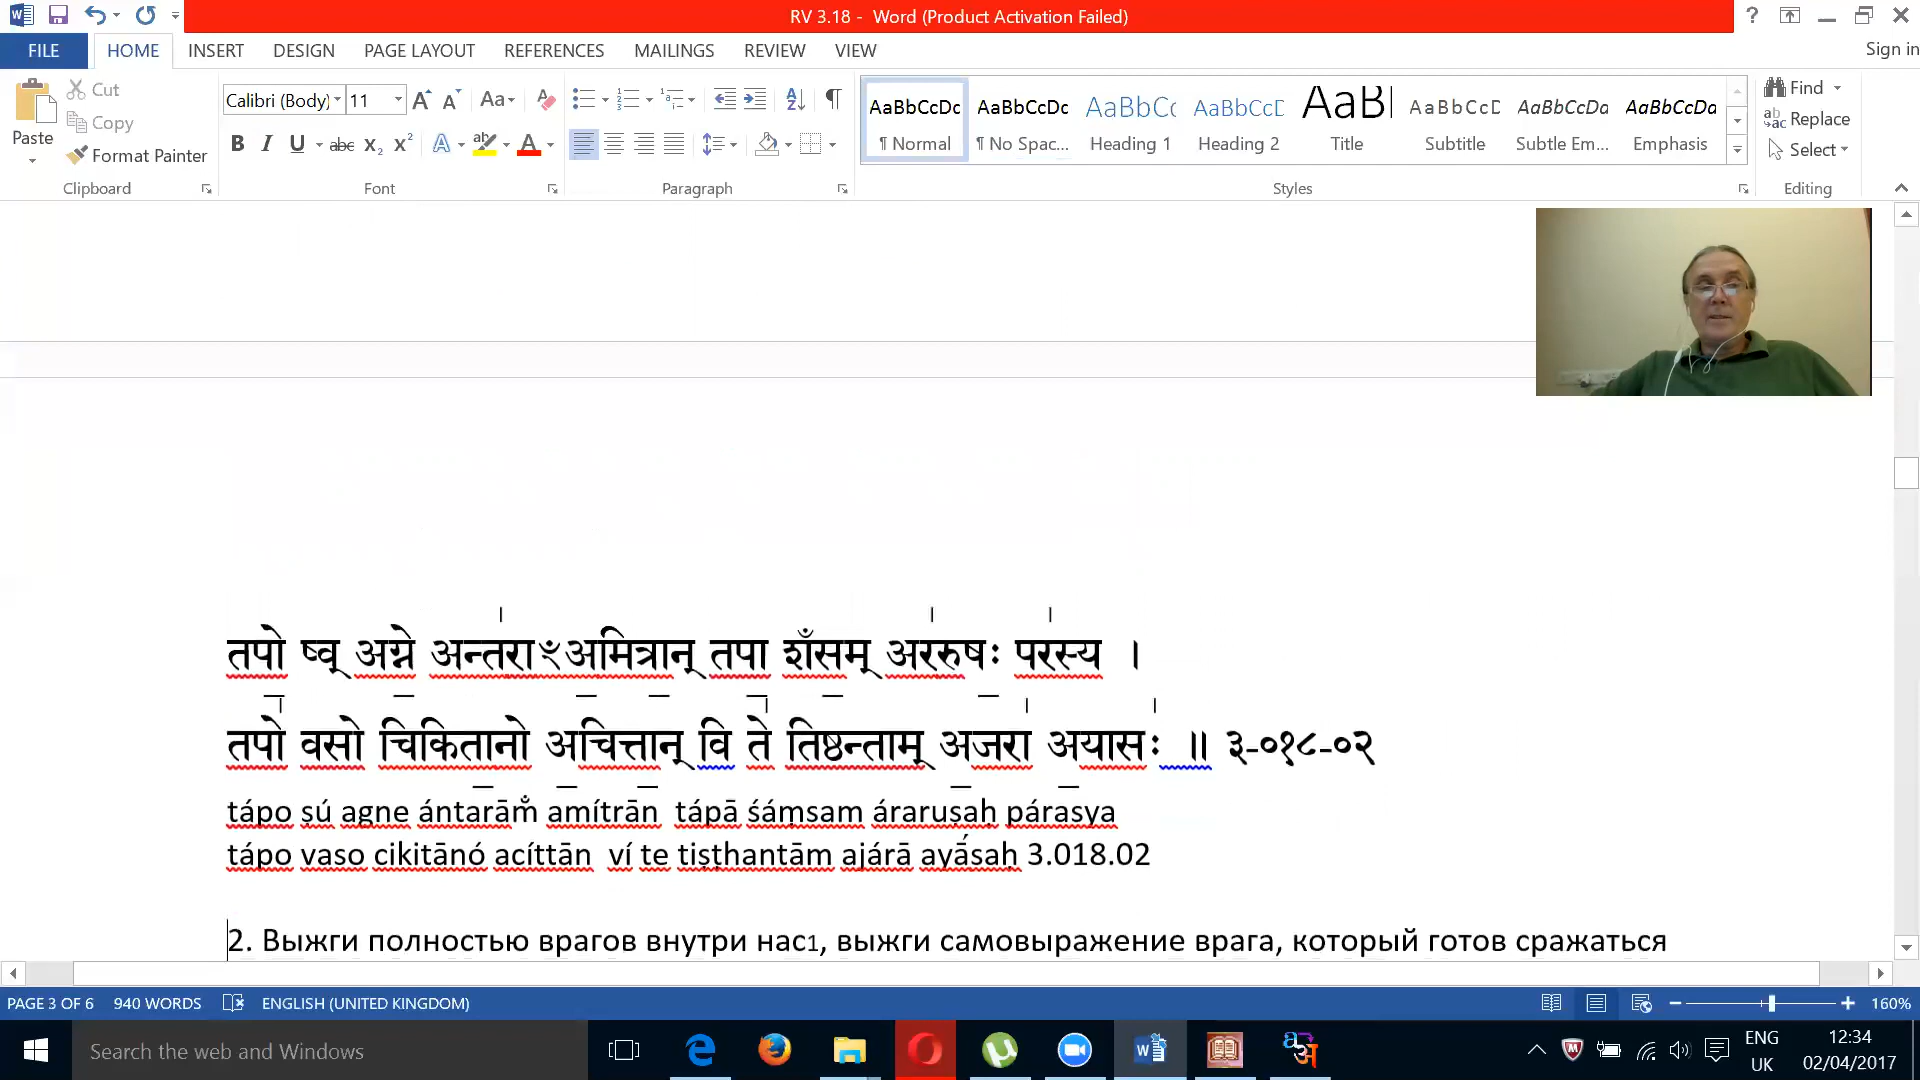 RV 3.18 - Word (Product Activation Failed)
FILE HOME INSERT DESIGN PAGE LAYOUT REFERENCES MAILINGS REVIEW VIEW Sign in
Paste Cut Copy Format Painter
Calibri (Body) 11
AaBbCcDc AaBbCcDc AaBbCc AaBbCcD AaBl AaBbCcD AaBbCcDa AaBbCcDa
¶ Normal ¶ No Spac... Heading 1 Heading 2 Title Subtitle Subtle Em... Emphasis
Find Replace Select
Clipboard Font Paragraph Styles Editing
तपो ष्व् अग्ने अन्तराँ अमित्रान् तपा शँसम् अररुषः परस्य ।
तपो वसो चिकितानो अचित्तान् वि ते तिष्ठन्ताम् अजरा अयासः ॥ ३-०१८-०२
tápo ṣú agne ántarām̐ amítrān tápā śáṃsam áraruṣaḥ párasya
tápo vaso cikitānó acíttān ví te tiṣṭhantām ajárā ayā́saḥ 3.018.02
2. Выжги полностью врагов внутри нас1, выжги самовыражение врага, который готов сражаться
PAGE 3 OF 6 940 WORDS ENGLISH (UNITED KINGDOM) 160%
Search the web and Windows
ENG UK
12:34
02/04/2017